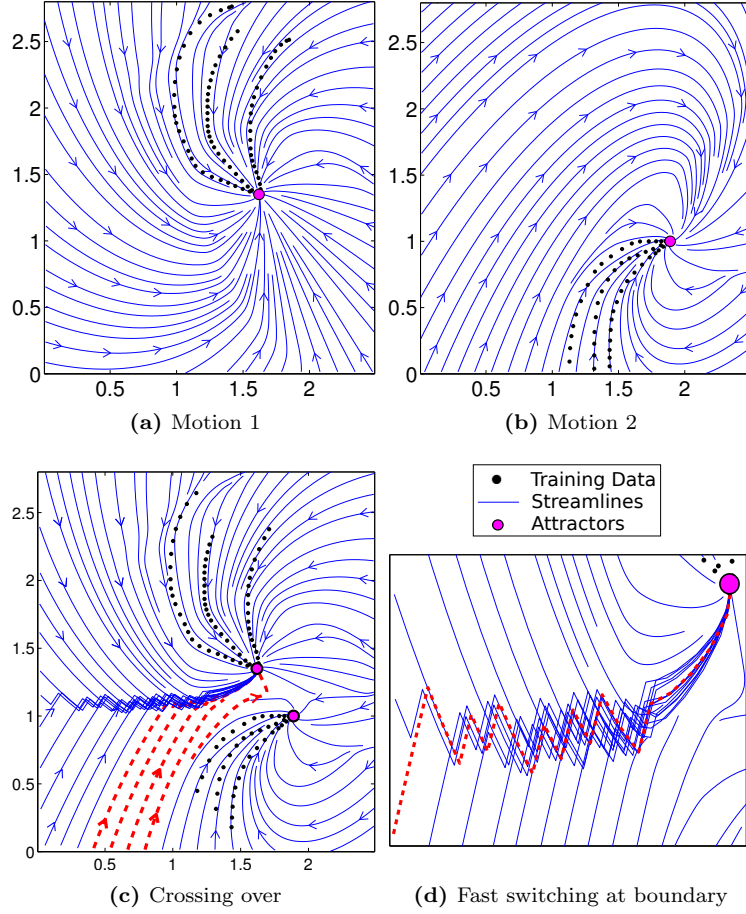 2.5
2
1.5
1
0.5
0
0.5 1 1.5 2
(a) Motion 1
2.5
2
1.5
1
0.5
0
0.5 1 1.5 2
(b) Motion 2
2.5
2
1.5
1
0.5
0
0.5 1 1.5 2
(c) Crossing over
Training Data
Streamlines
Attractors
(d) Fast switching at boundary